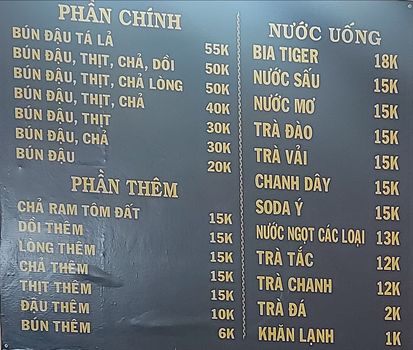 PHẦN CHÍNH
BÚN ĐẬU TÁ LẢ 55K
BÚN ĐẬU, THỊT, CHẢ, DỒI 50K
BÚN ĐẬU, THỊT, CHẢ LÒNG 50K
BÚN ĐẬU, THỊT, CHẢ 40K
BÚN ĐẬU, THỊT 30K
BÚN ĐẬU, CHẢ 30K
BÚN ĐẬU 20K
PHẦN THÊM
CHẢ RAM TÔM ĐẤT 15K
DỒI THÊM 15K
LÒNG THÊM 15K
CHẢ THÊM 15K
THỊT THÊM 15K
ĐẬU THÊM 10K
BÚN THÊM 6K
NƯỚC UỐNG
BIA TIGER 18K
NƯỚC SẤU 15K
NƯỚC MƠ 15K
TRÀ ĐÀO 15K
TRÀ VẢI 15K
CHANH DÂY 15K
SODA Ý 15K
NƯỚC NGỌT CÁC LOẠI 13K
TRÀ TẮC 12K
TRÀ CHANH 12K
TRÀ ĐÁ 2K
KHĂN LẠNH 1K